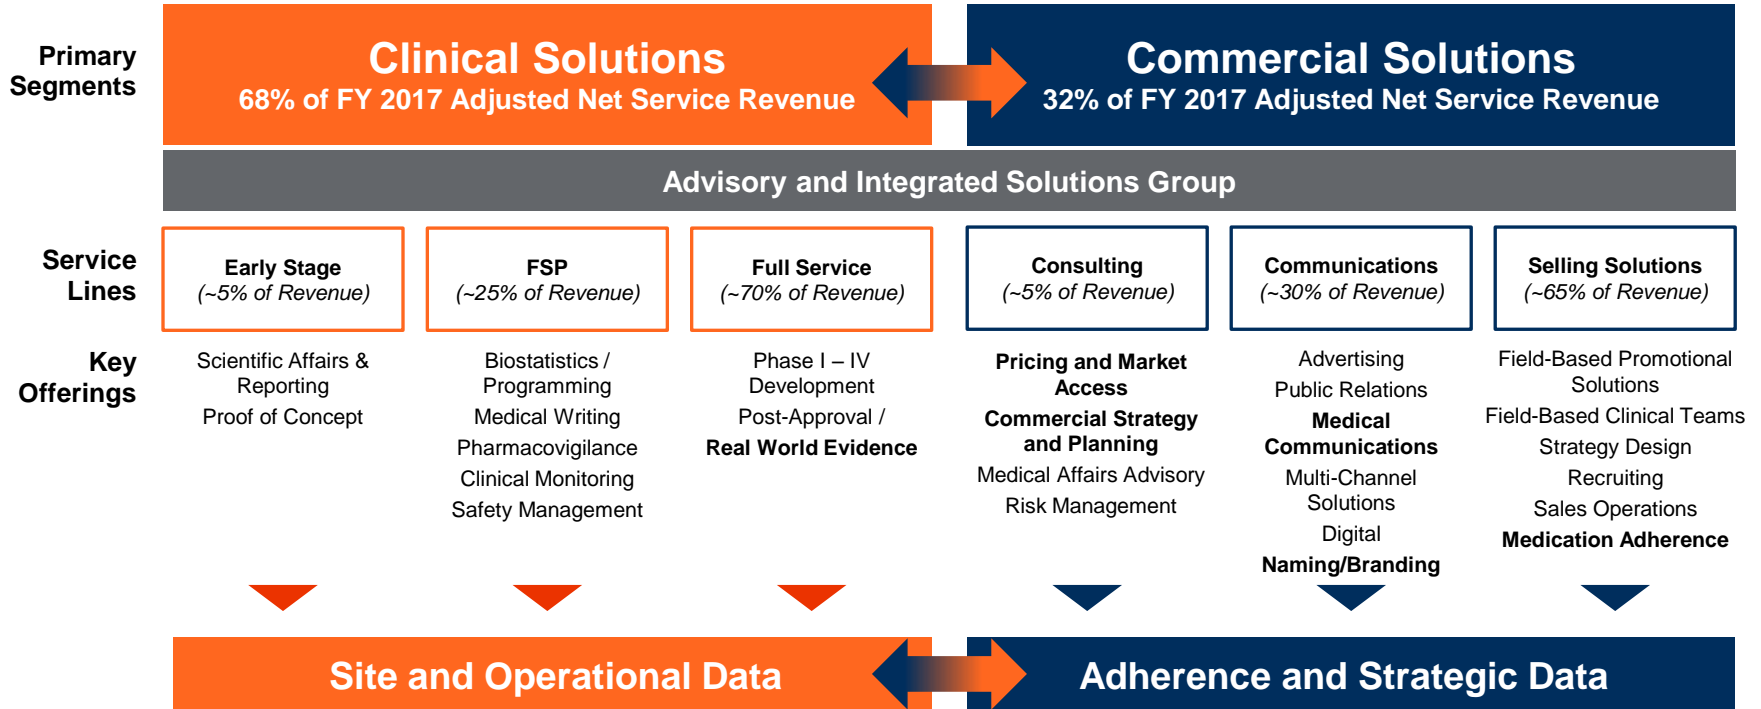 Primary
Segments
Clinical Solutions
68% of FY 2017 Adjusted Net Service Revenue
Commercial Solutions
32% of FY 2017 Adjusted Net Service Revenue
Advisory and Integrated Solutions Group
Service
Lines
Early Stage
(~5% of Revenue)
FSP
(~25% of Revenue)
Full Service
(~70% of Revenue)
Consulting
(~5% of Revenue)
Communications
(~30% of Revenue)
Selling Solutions
(~65% of Revenue)
Key
Offerings
Scientific Affairs &
Reporting
Proof of Concept
Biostatistics /
Programming
Medical Writing
Pharmacovigilance
Clinical Monitoring
Safety Management
Phase I – IV
Development
Post-Approval /
Real World Evidence
Pricing and Market
Access
Commercial Strategy
and Planning
Medical Affairs Advisory
Risk Management
Advertising
Public Relations
Medical
Communications
Multi-Channel
Solutions
Digital
Naming/Branding
Field-Based Promotional
Solutions
Field-Based Clinical Teams
Strategy Design
Recruiting
Sales Operations
Medication Adherence
Site and Operational Data
Adherence and Strategic Data